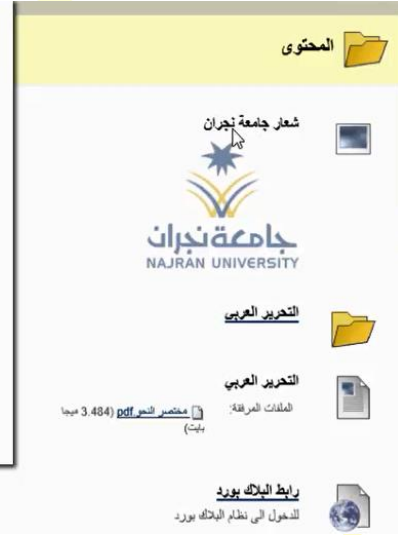 المحتوى
شعار جامعة نجران
جامعة نجران
NAJRAN UNIVERSITY
التحرير العربي
التحرير العربي
الملفات المرفقة: مختصر النحو.pdf (3.484 ميجا
بايت)
رابط البلاك بورد
للدخول الى نظام البلاك بورد